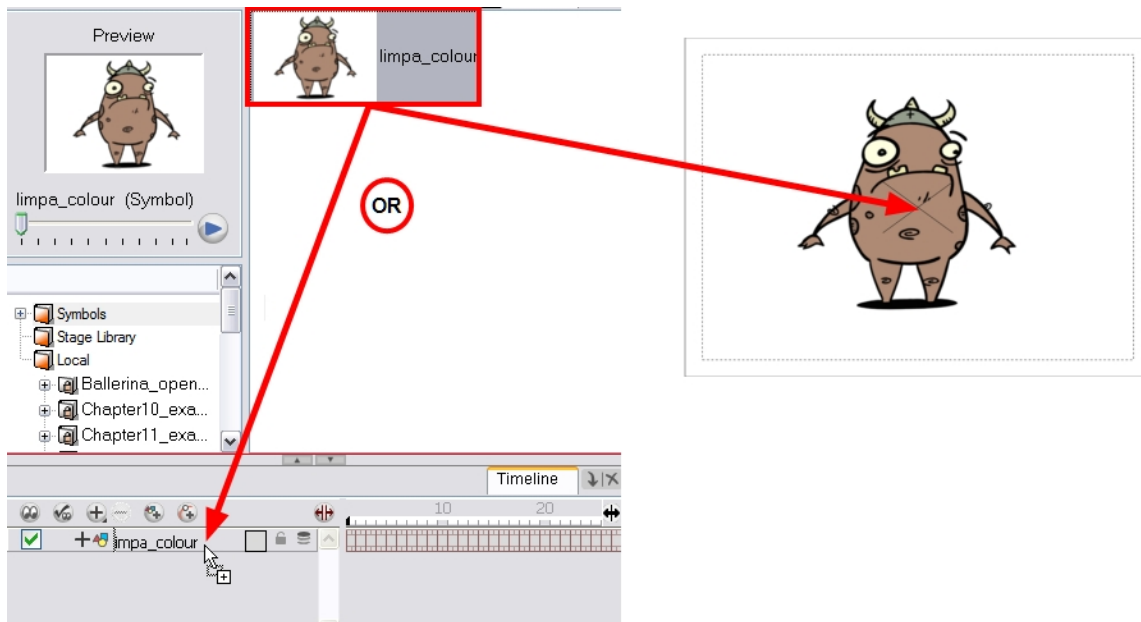 Preview
limpa_colour
limpa_colour (Symbol)
OR
Symbols
Stage Library
Local
Ballerina_open...
Chapter10_exa...
Chapter11_exa...
Timeline
10 20
impa_colour